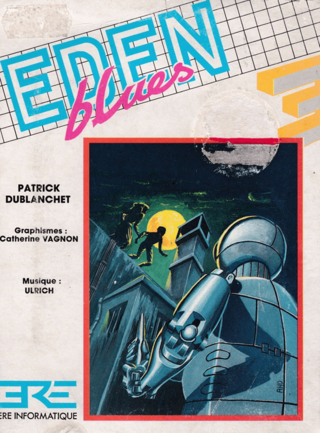 EDEN
blues
PATRICK
DUBLANCHET
Graphismes :
Catherine VAGNON
Musique :
ULRICH
ERE
ERE INFORMATIQUE